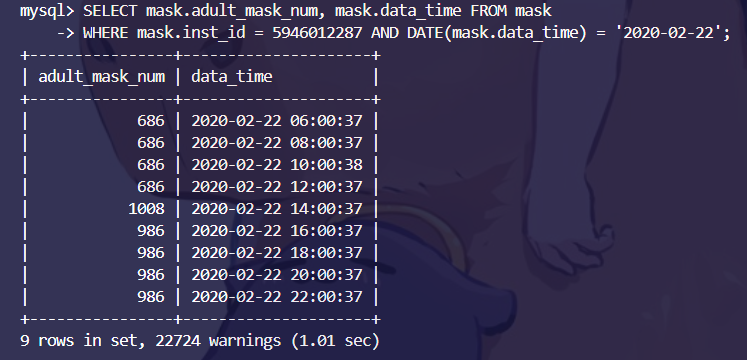 mysql> SELECT mask.adult_mask_num, mask.data_time FROM mask
    -> WHERE mask.inst_id = 5946012287 AND DATE(mask.data_time) = '2020-02-22';
+----------------+---------------------+
| adult_mask_num | data_time           |
+----------------+---------------------+
|            686 | 2020-02-22 06:00:37 |
|            686 | 2020-02-22 08:00:37 |
|            686 | 2020-02-22 10:00:38 |
|            686 | 2020-02-22 12:00:37 |
|           1008 | 2020-02-22 14:00:37 |
|            986 | 2020-02-22 16:00:37 |
|            986 | 2020-02-22 18:00:37 |
|            986 | 2020-02-22 20:00:37 |
|            986 | 2020-02-22 22:00:37 |
+----------------+---------------------+
9 rows in set, 22724 warnings (1.01 sec)